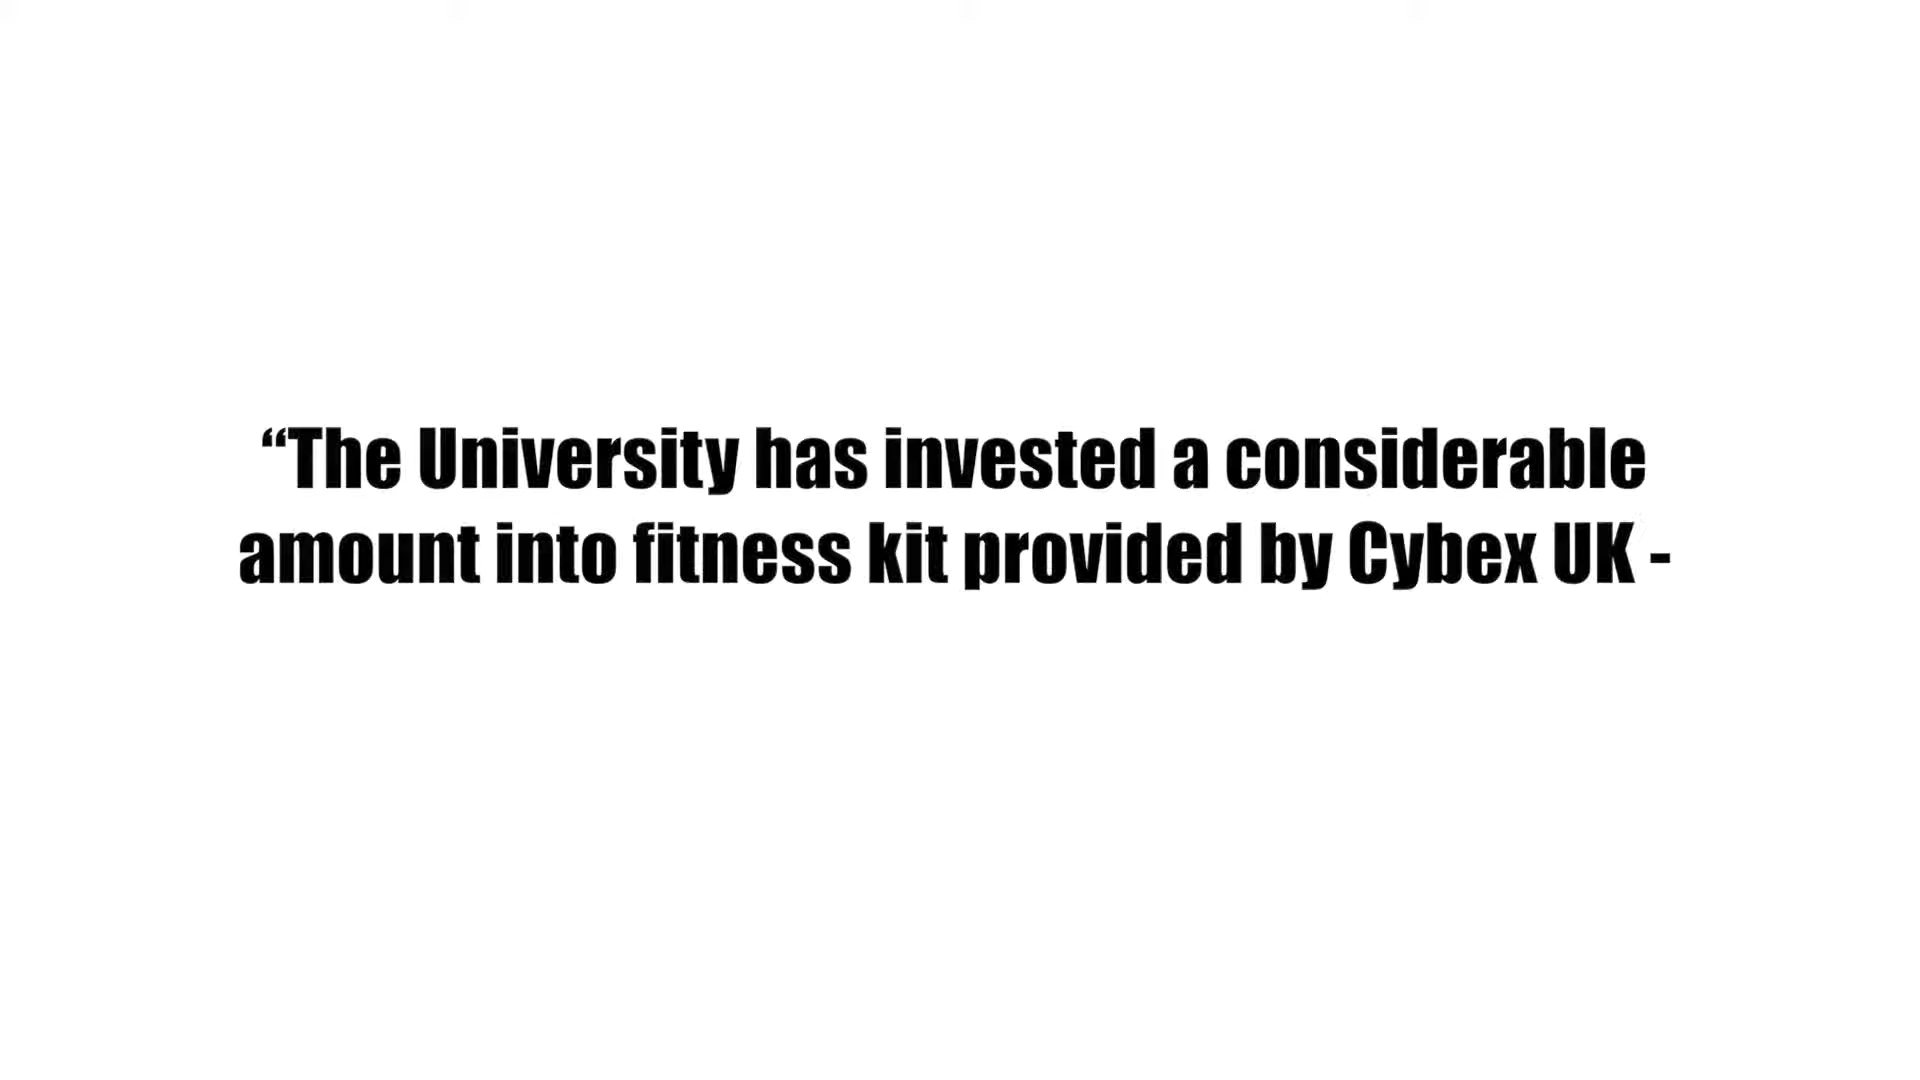 “The University has invested a considerable
amount into fitness kit provided by Cybex UK -